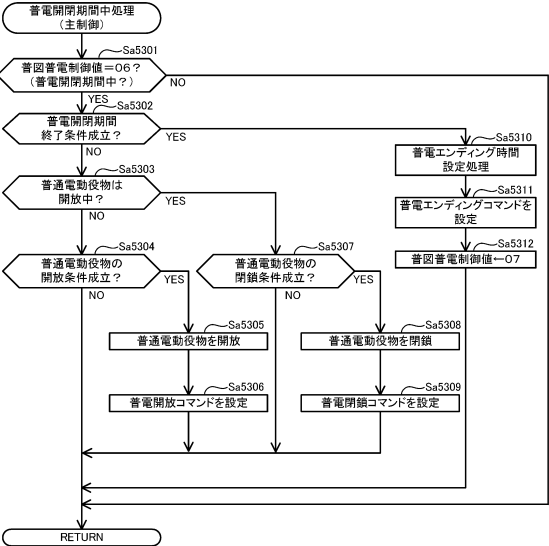 普電開閉期間中処理
(主制御)
Sa5301
普図普電制御値=06?
(普電開閉期間中?)
NO
YES
Sa5302
普電開閉期間
終了条件成立?
YES
NO
Sa5310
普電エンディング時間
設定処理
Sa5303
普通電動役物は
開放中?
YES
NO
Sa5311
普電エンディングコマンドを
設定
Sa5312
普図普電制御値←07
Sa5304
普通電動役物の
開放条件成立?
YES
NO
Sa5307
普通電動役物の
閉鎖条件成立?
YES
NO
Sa5305
普通電動役物を開放
Sa5308
普通電動役物を閉鎖
Sa5306
普電開放コマンドを設定
Sa5309
普電閉鎖コマンドを設定
RETURN